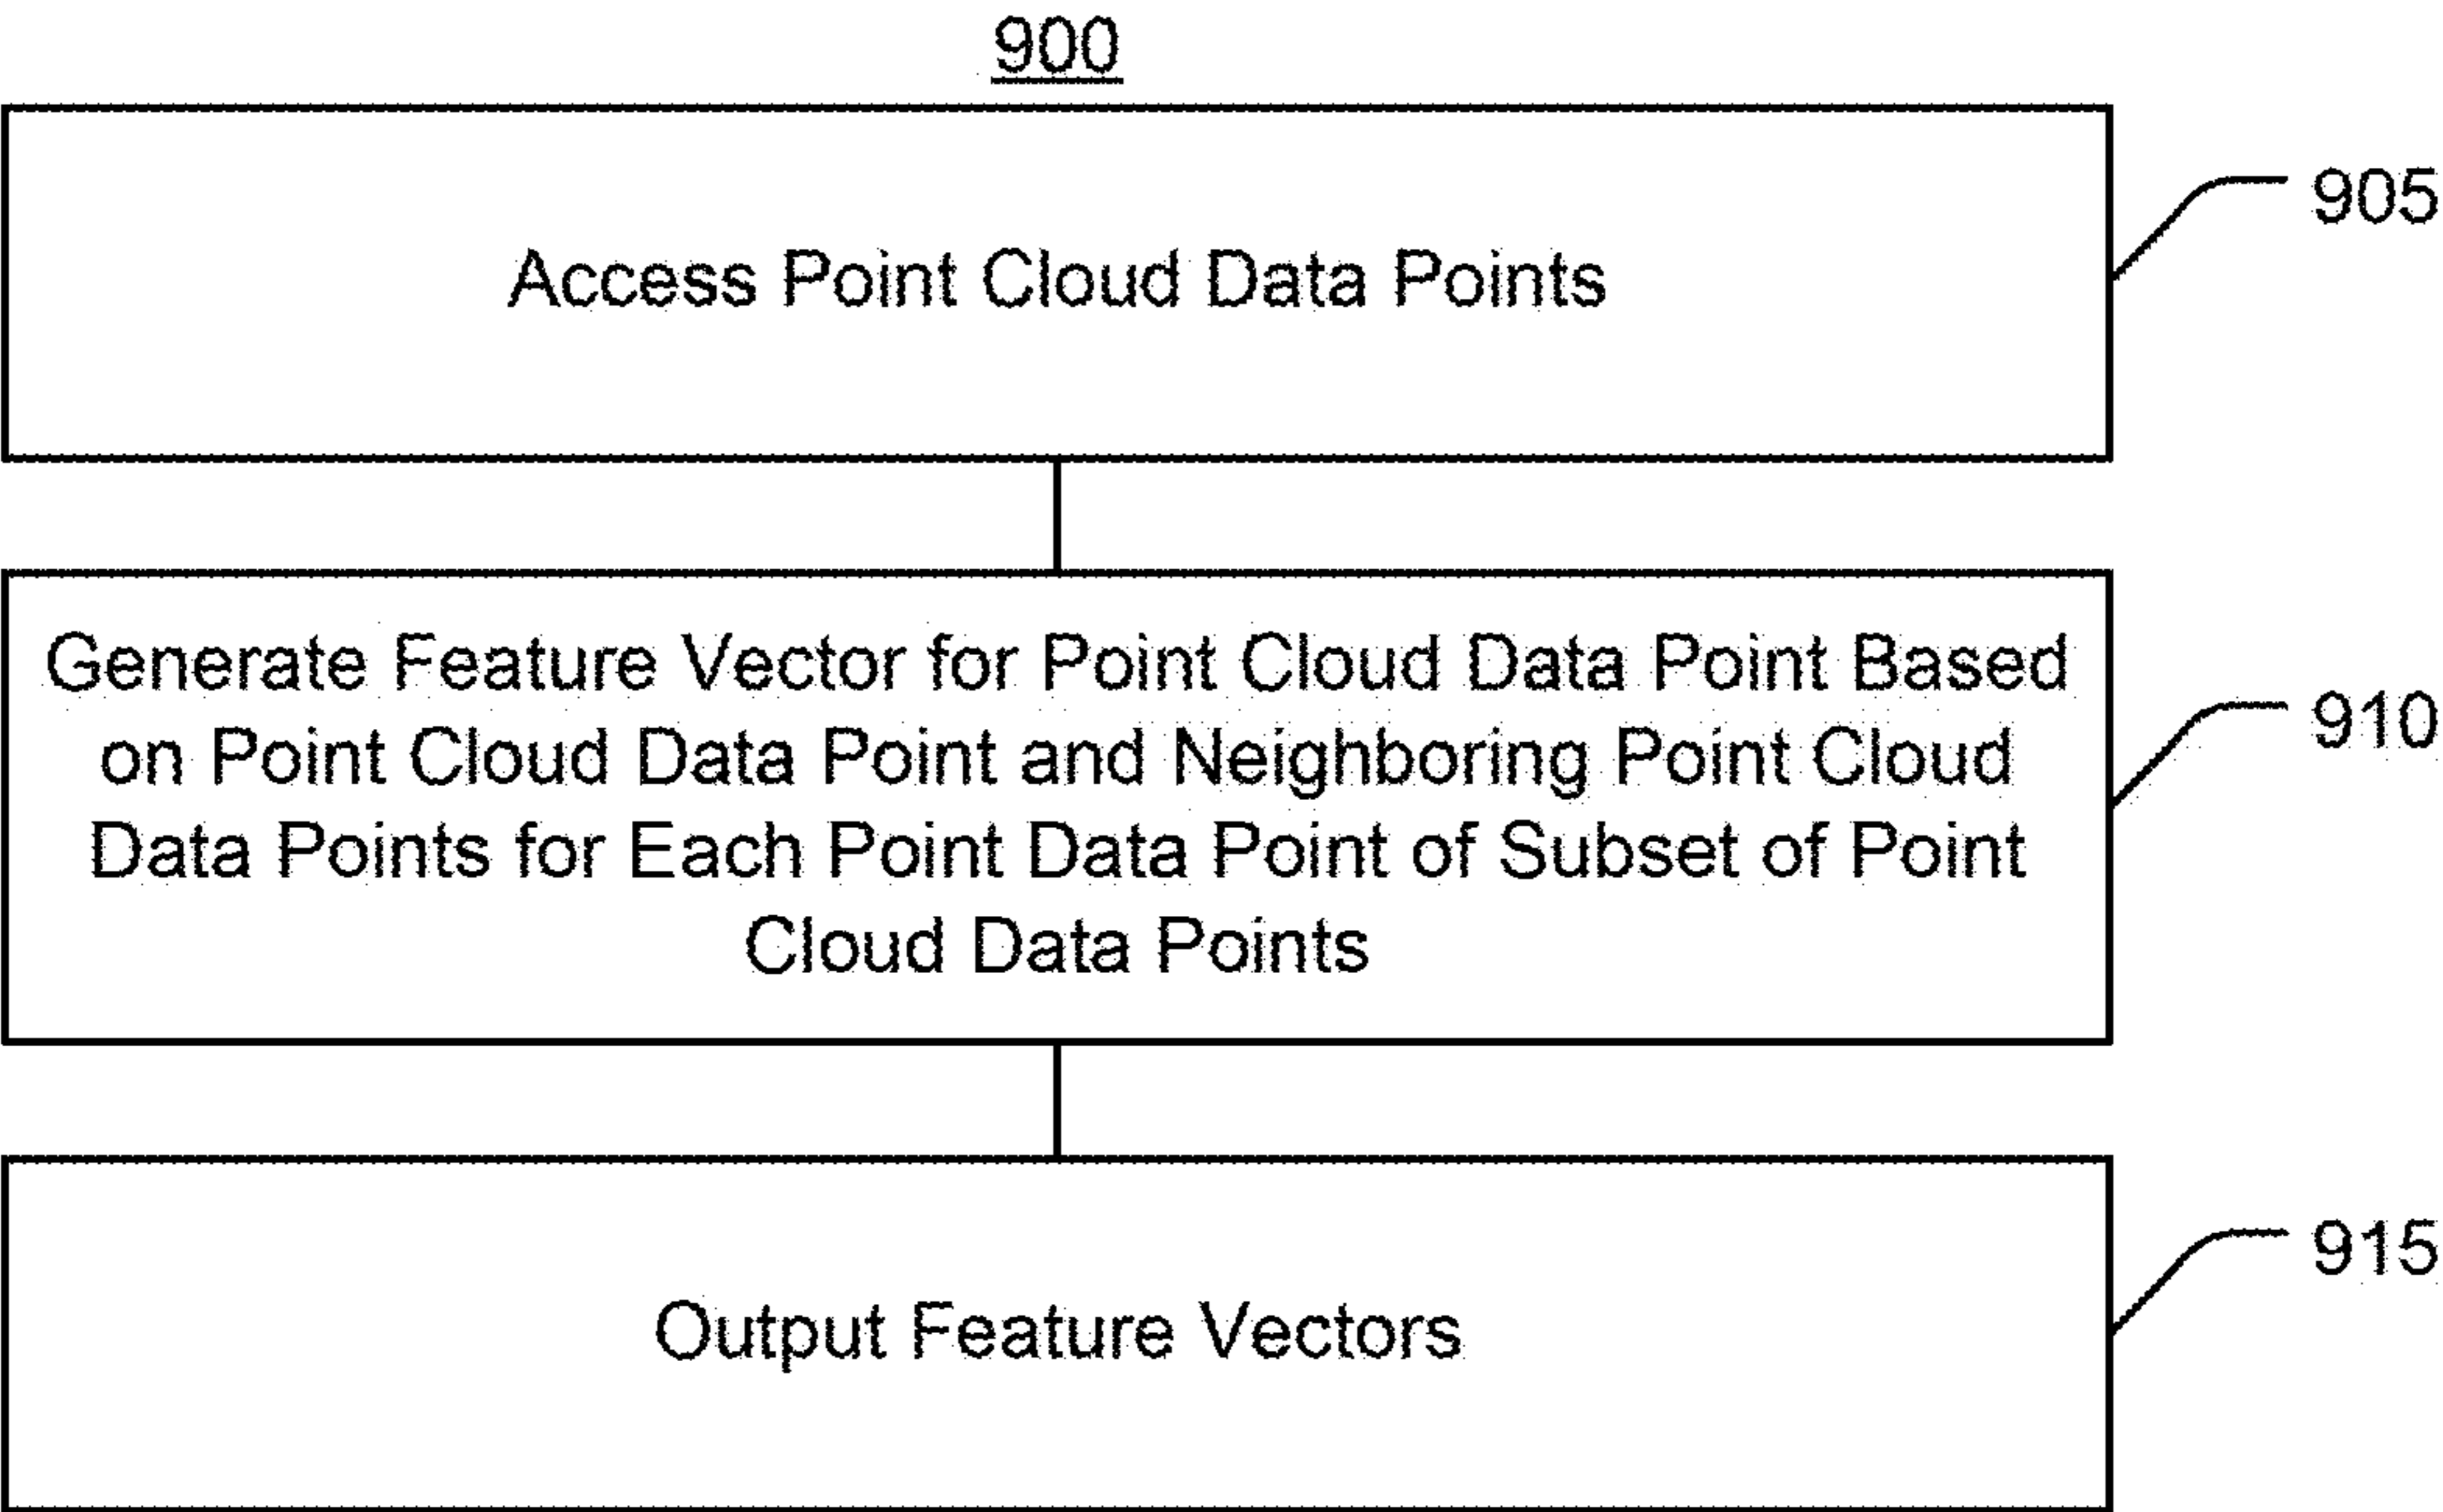 900
Access Point Cloud Data Points
905
Generate Feature Vector for Point Cloud Data Point Based
on Point Cloud Data Point and Neighboring Point Cloud
Data Points for Each Point Data Point of Subset of Point
Cloud Data Points
910
Output Feature Vectors
915